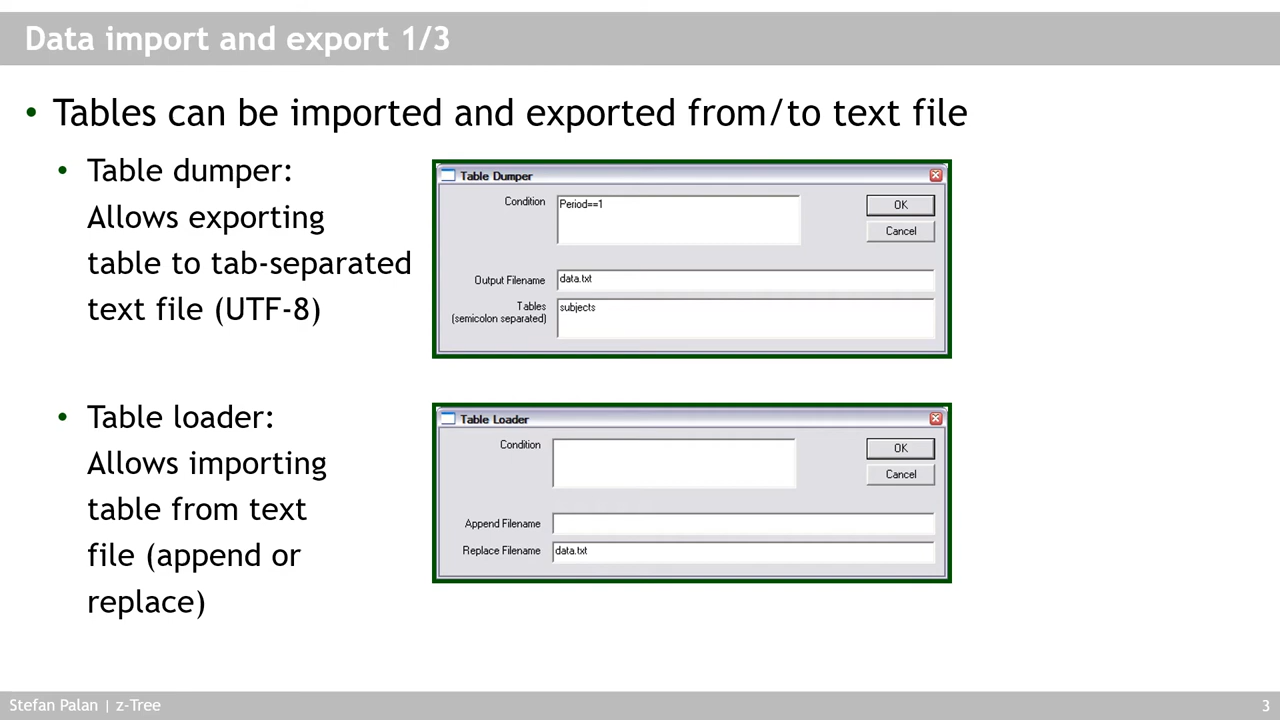 Data import and export 1/3
• Tables can be imported and exported from/to text file
• Table dumper:
Allows exporting
table to tab-separated
text file (UTF-8)
Table Dumper
Condition
Period==1
OK
Cancel
Output Filename
data.txt
Tables
(semicolon separated)
subjects
• Table loader:
Allows importing
table from text
file (append or
replace)
Table Loader
Condition
OK
Cancel
Append Filename
Replace Filename
data.txt
Stefan Palan | z-Tree
3